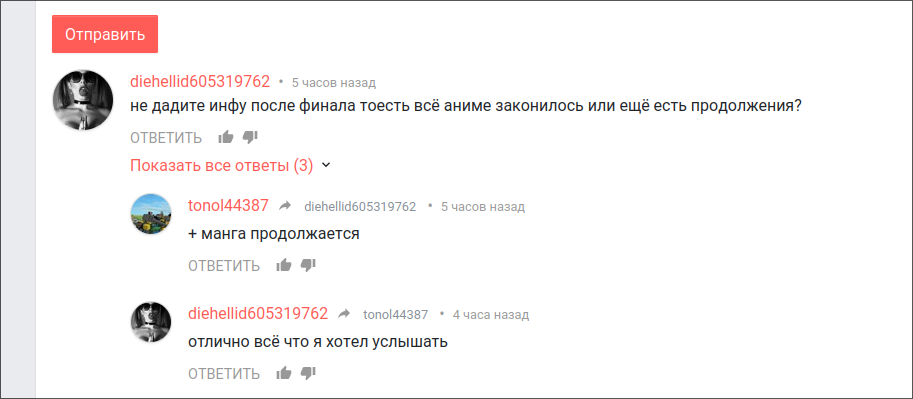 Отправить
diehellid605319762 • 5 часов назад
не дадите инфу после финала тоесть всё аниме законилось или ещё есть продолжения?
ОТВЕТИТЬ
Показать все ответы (3)
tonol44387 diehellid605319762 • 5 часов назад
+ манга продолжается
ОТВЕТИТЬ
diehellid605319762 tonol44387 • 4 часа назад
отлично всё что я хотел услышать
ОТВЕТИТЬ